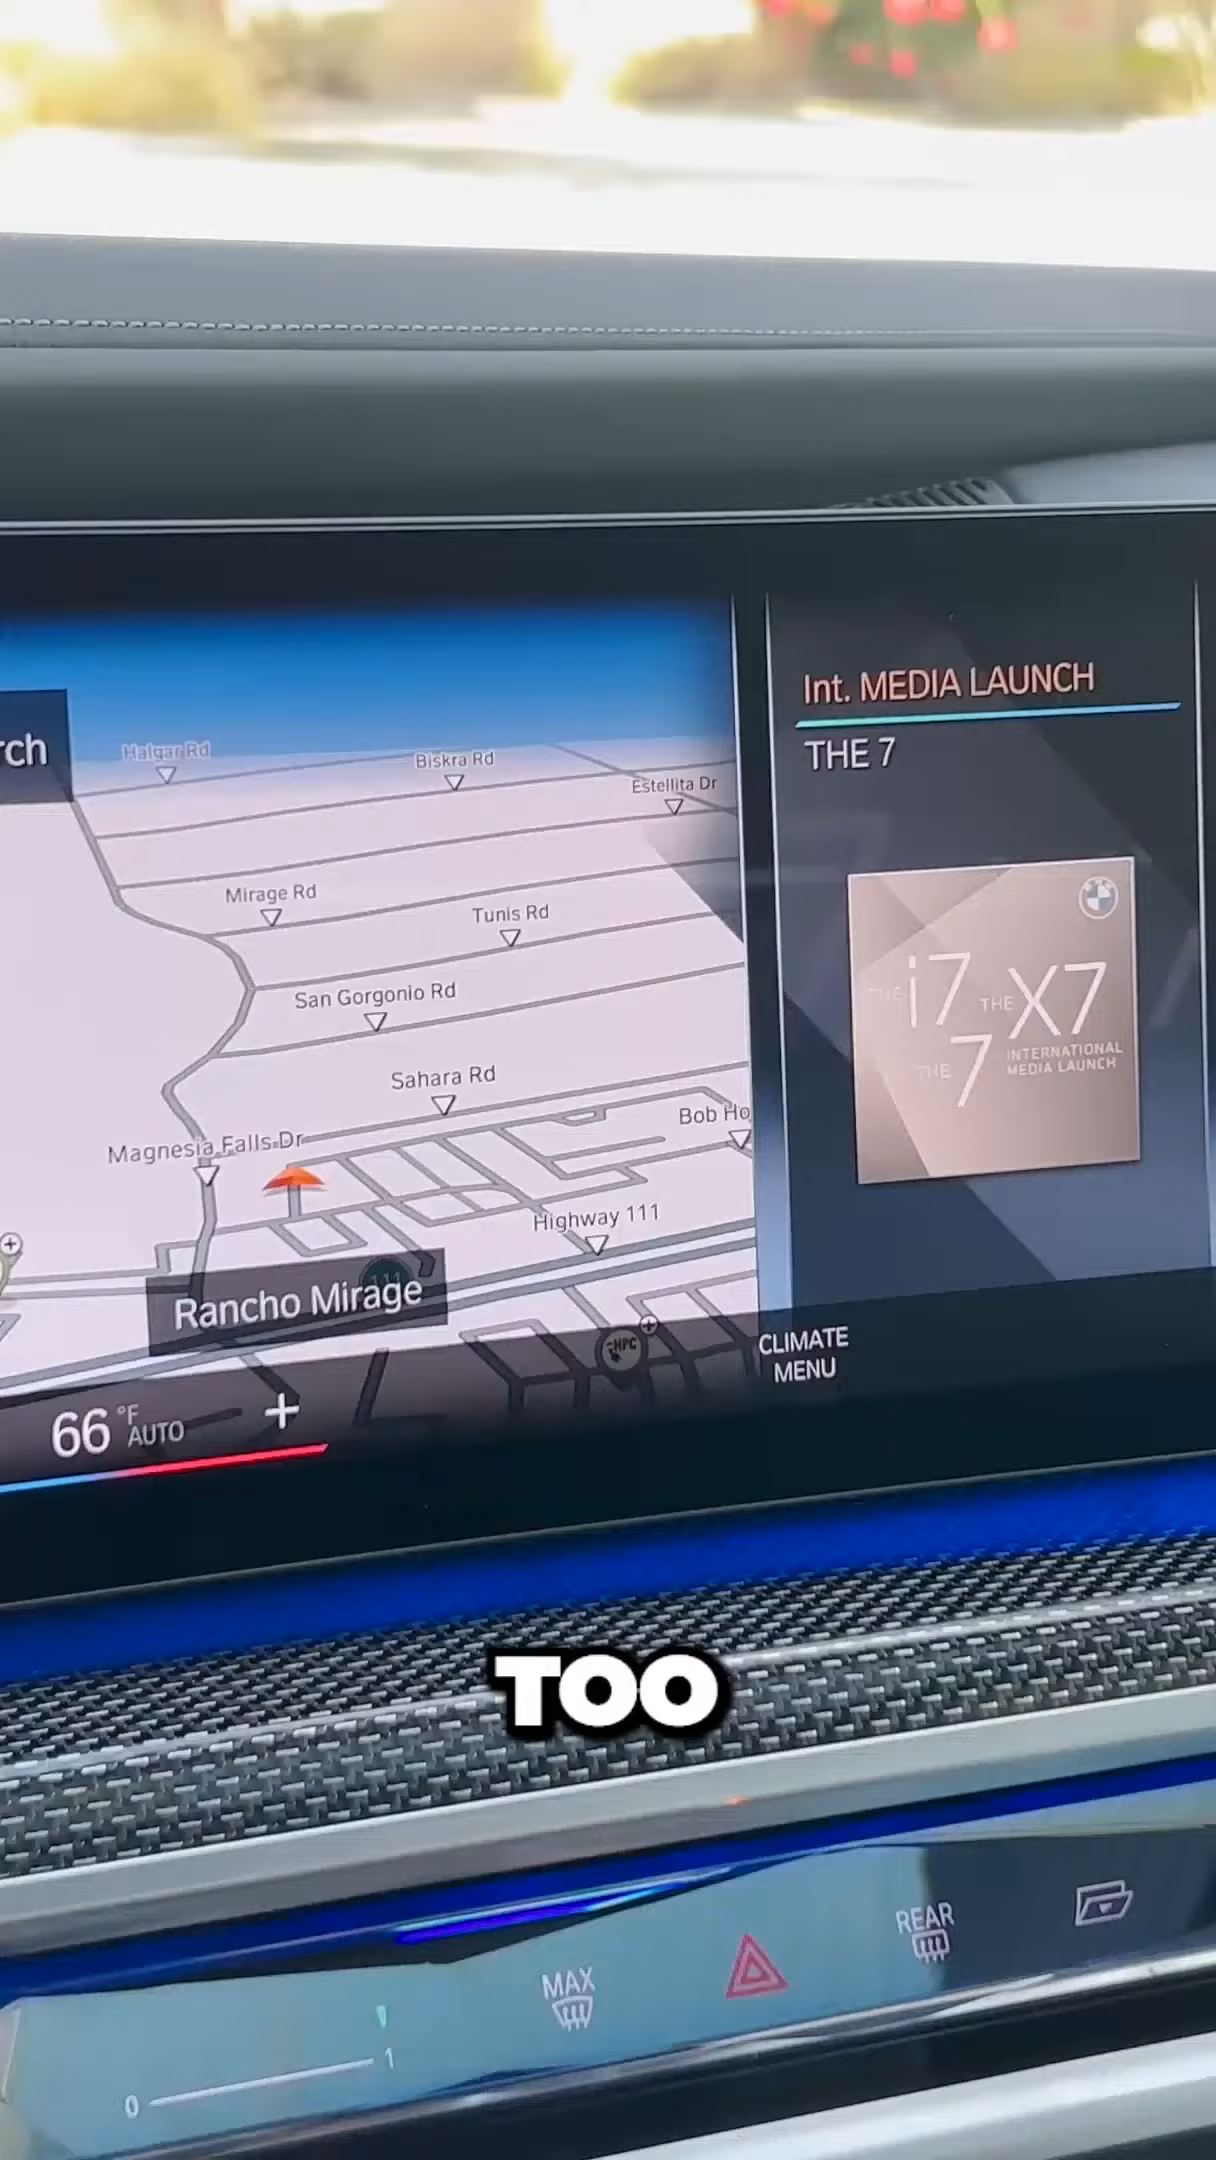 Int. MEDIA LAUNCH
THE 7
rch
Halgar Rd
Biskra Rd
Estellita Dr
Mirage Rd
Tunis Rd
San Gorgonio Rd
Sahara Rd
Bob Ho
Magnesia Falls Dr
Highway 111
111
Rancho Mirage
HPC
THE i7 THE X7
THE 7 INTERNATIONAL
MEDIA LAUNCH
CLIMATE
MENU
66 °F
AUTO
+
TOO
MAX
REAR
0
1